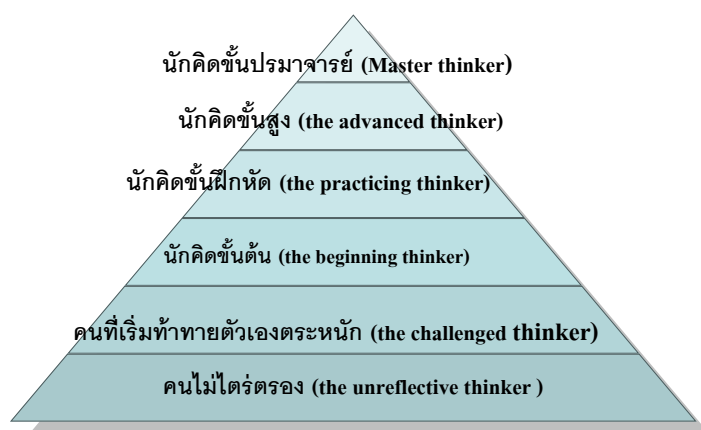 นักคิดขั้นปรมาจารย์ (Master thinker)
นักคิดขั้นสูง (the advanced thinker)
นักคิดขั้นฝึกหัด (the practicing thinker)
นักคิดขั้นต้น (the beginning thinker)
คนที่เริ่มท้าทายตัวเองตระหนัก (the challenged thinker)
คนไม่ไตร่ตรอง (the unreflective thinker )